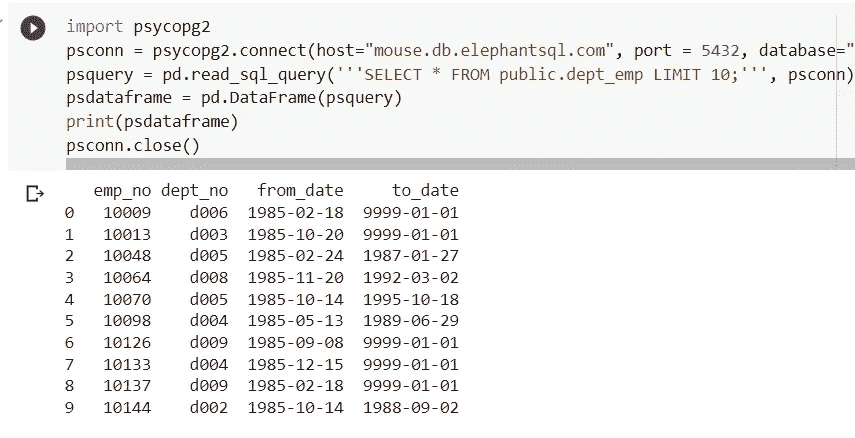 import psycopg2
psconn = psycopg2.connect(host="mouse.db.elephantsql.com", port = 5432, database="
psquery = pd.read_sql_query('''SELECT * FROM public.dept_emp LIMIT 10;''', psconn)
psdataframe = pd.DataFrame(psquery)
print(psdataframe)
psconn.close()
emp_no dept_no from_date to_date
0 10009 d006 1985-02-18 9999-01-01
1 10013 d003 1985-10-20 9999-01-01
2 10048 d005 1985-02-24 1987-01-27
3 10064 d008 1985-11-20 1992-03-02
4 10070 d005 1985-10-14 1995-10-18
5 10098 d004 1985-05-13 1989-06-29
6 10126 d009 1985-09-08 9999-01-01
7 10133 d004 1985-12-15 9999-01-01
8 10137 d009 1985-02-18 9999-01-01
9 10144 d002 1985-10-14 1988-09-02